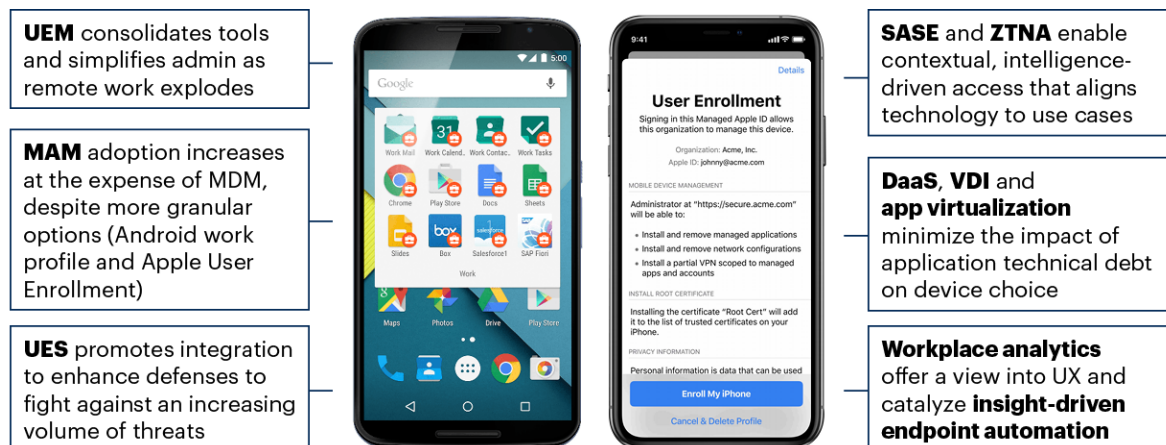 UEM consolidates tools
and simplifies admin as
remote work explodes
MAM adoption increases
at the expense of MDM,
despite more granular
options (Android work
profile and Apple User
Enrollment)
UES promotes integration
to enhance defenses to
fight against an increasing
volume of threats
5:00
Google
31
Work Mail Work Calend.. Work Contac.. Work Tasks
Chrome Play Store Docs Sheets
box salesforce SAP
Slides Box Salesforce1 SAP Fiori
Work
Maps Photos Drive Play Store
9:41
Details
User Enrollment
Signing in this Managed Apple ID allows
this organization to manage this device.
Organization: Acme, Inc.
Apple ID: johnny@acme.com
MOBILE DEVICE MANAGEMENT
Administrator at "https://secure.acme.com"
will be able to:
• Install and remove managed applications
• Install and remove network configurations
• Install a partial VPN scoped to managed
apps and accounts
INSTALL ROOT CERTIFICATE
Installing the certificate "Root Cert" will add
it to the list of trusted certificates on your
iPhone.
PRIVACY INFORMATION
Personal information is data that can be used
Enroll My iPhone
Cancel & Delete Profile
SASE and ZTNA enable
contextual, intelligence-
driven access that aligns
technology to use cases
DaaS, VDI and
app virtualization
minimize the impact of
application technical debt
on device choice
Workplace analytics
offer a view into UX and
catalyze insight-driven
endpoint automation